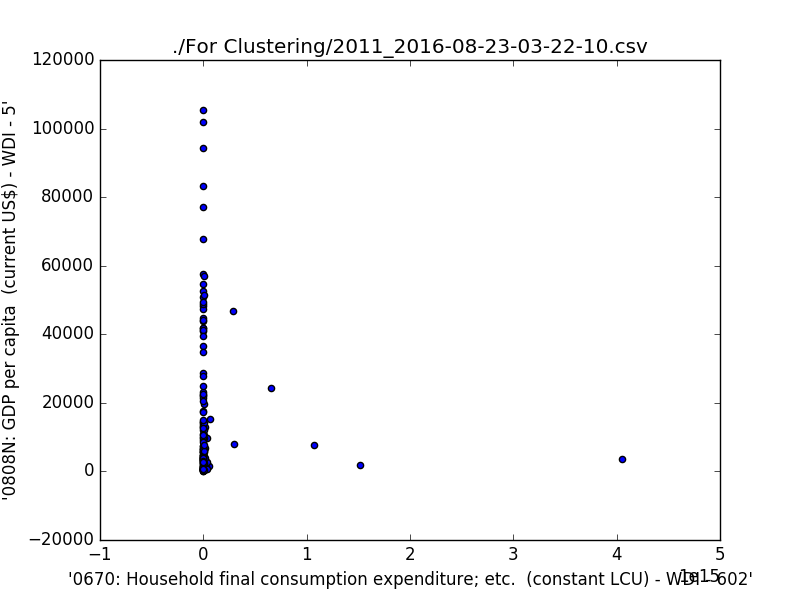 ./For Clustering/2011_2016-08-23-03-22-10.csv
120000
100000
80000
60000
40000
20000
0
−20000
'0808N: GDP per capita  (current US$) - WDI - 5'
−1 0 1 2 3 4 5
1e15
'0670: Household final consumption expenditure; etc.  (constant LCU) - WDI - 602'